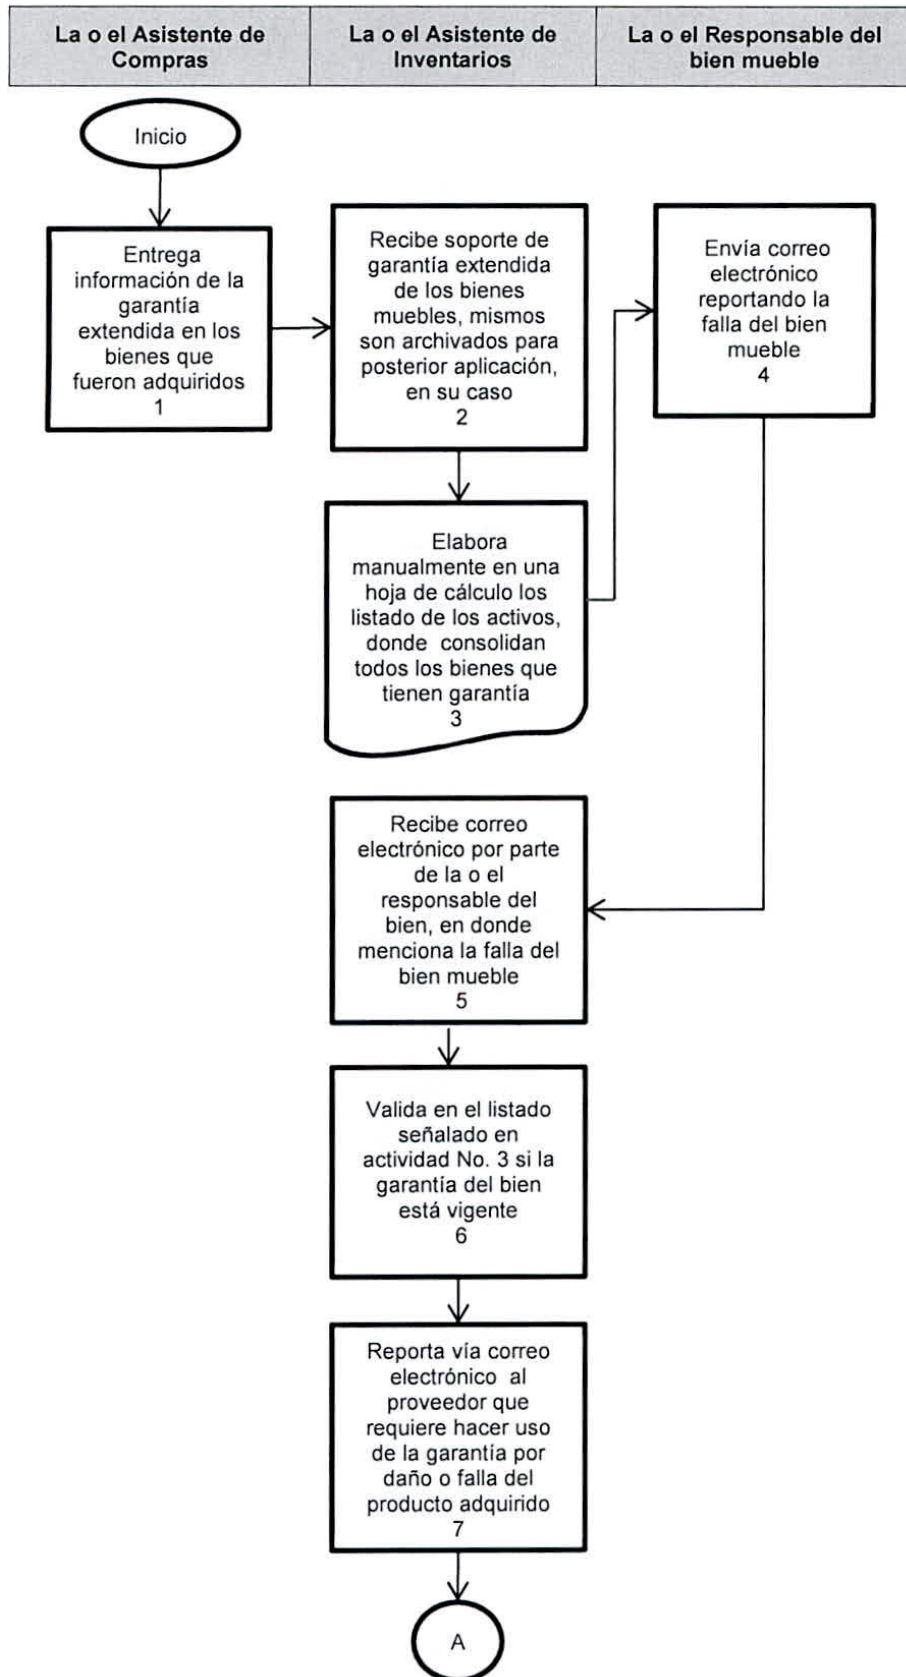 La o el Asistente de
Compras
La o el Asistente de
Inventarios
La o el Responsable del
bien mueble
Inicio
Entrega
información de la
garantía
extendida en los
bienes que
fueron adquiridos
1
Recibe soporte de
garantía extendida
de los bienes
muebles, mismos
son archivados para
posterior aplicación,
en su caso
2
Elabora
manualmente en una
hoja de cálculo los
listado de los activos,
donde consolidan
todos los bienes que
tienen garantía
3
Envía correo
electrónico
reportando la
falla del bien
mueble
4
Recibe correo
electrónico por parte
de la o el
responsable del
bien, en donde
menciona la falla del
bien mueble
5
Valida en el listado
señalado en
actividad No. 3 si la
garantía del bien
está vigente
6
Reporta vía correo
electrónico al
proveedor que
requiere hacer uso
de la garantía por
daño o falla del
producto adquirido
7
A